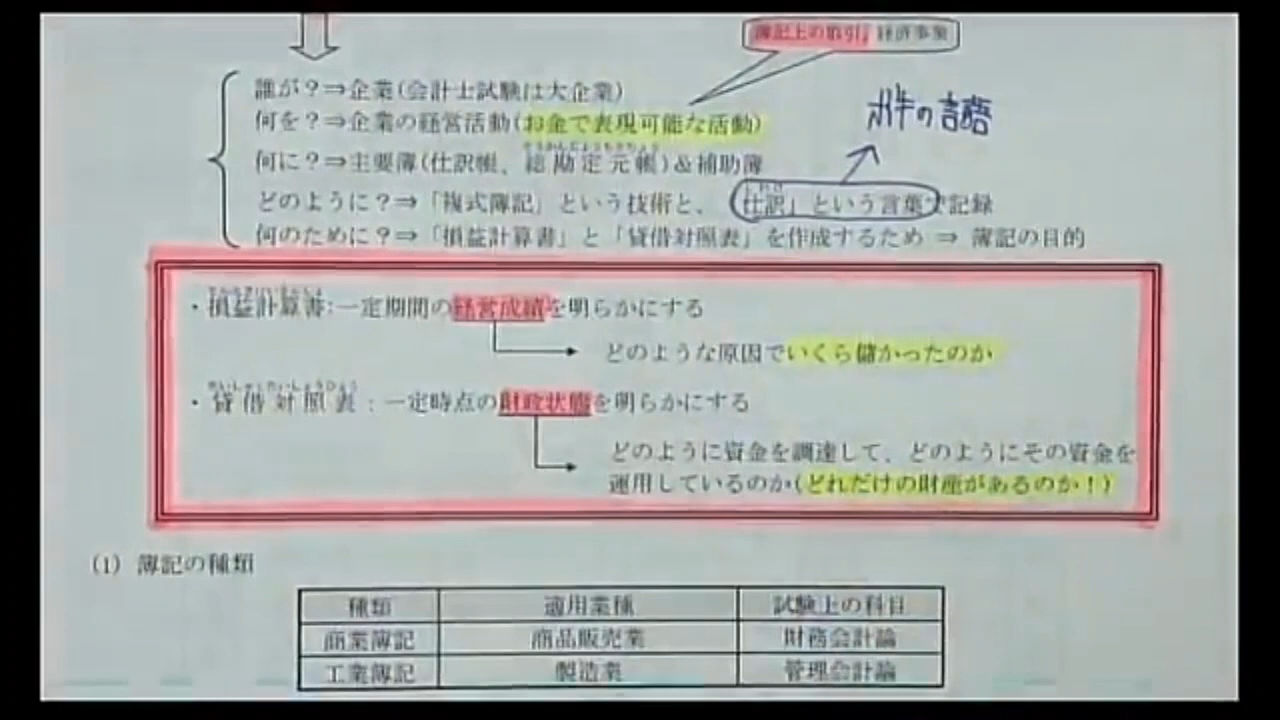 簿記上の取引，経済事象
誰が？⇒企業(会計士試験は大企業)
何を？⇒企業の経営活動(お金で表現可能な活動)
の言語
何に？⇒主要簿(仕訳帳、総勘定元帳)＆補助簿
どのように？⇒「複式簿記」という技術と、「仕訳」という言葉で記録
何のために？⇒「損益計算書」と「貸借対照表」を作成するため ⇒ 簿記の目的
・損益計算書:一定期間の経営成績を明らかにする
どのような原因でいくら儲かったのか
・貸借対照表：一定時点の財政状態を明らかにする
どのように資金を調達して、どのようにその資金を
運用しているのか(どれだけの財産があるのか！)
(1) 簿記の種類
種類 適用業種 試験上の科目
商業簿記 商品販売業 財務会計論
工業簿記 製造業 管理会計論